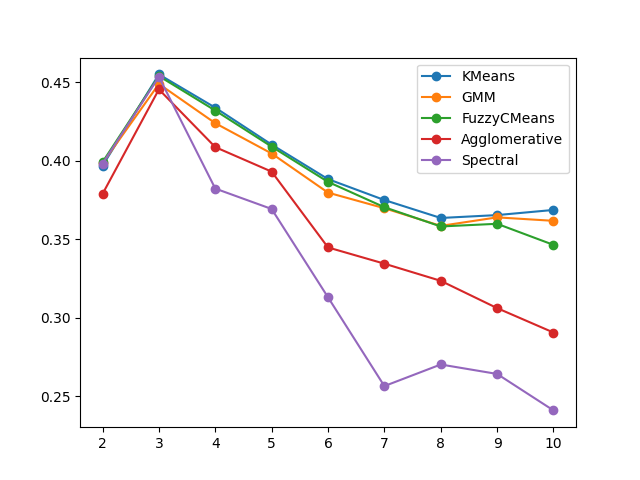 0.45
0.40
0.35
0.30
0.25
2 3 4 5 6 7 8 9 10
KMeans
GMM
FuzzyCMeans
Agglomerative
Spectral